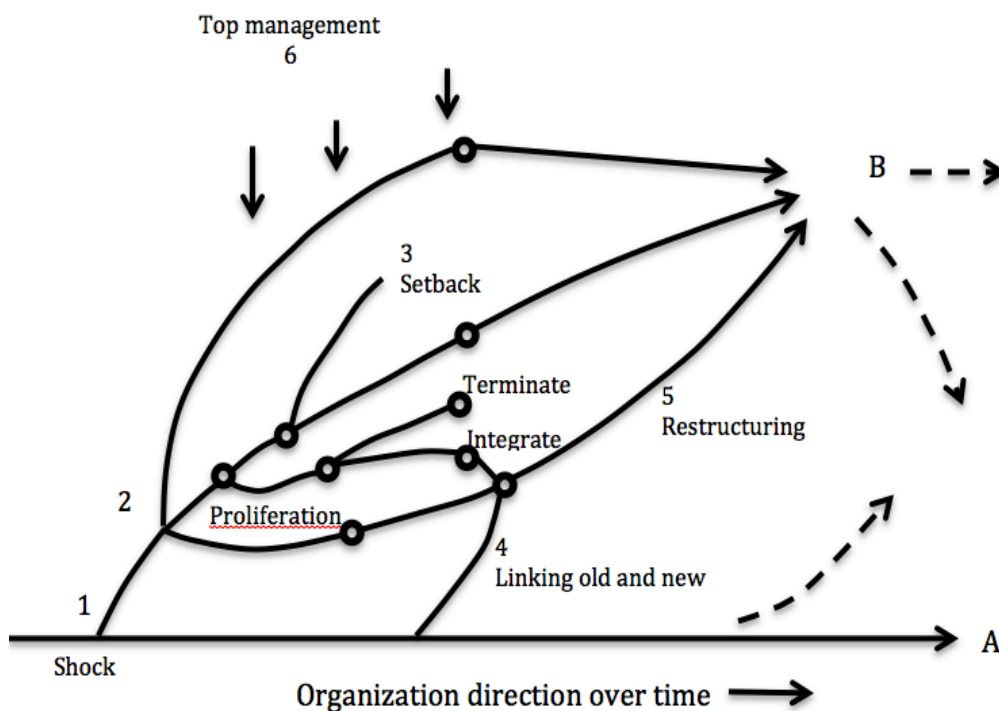 Top management
6
B
3
Setback
Terminate
5
Integrate
Restructuring
2
Proliferation
4
Linking old and new
1
A
Shock
Organization direction over time